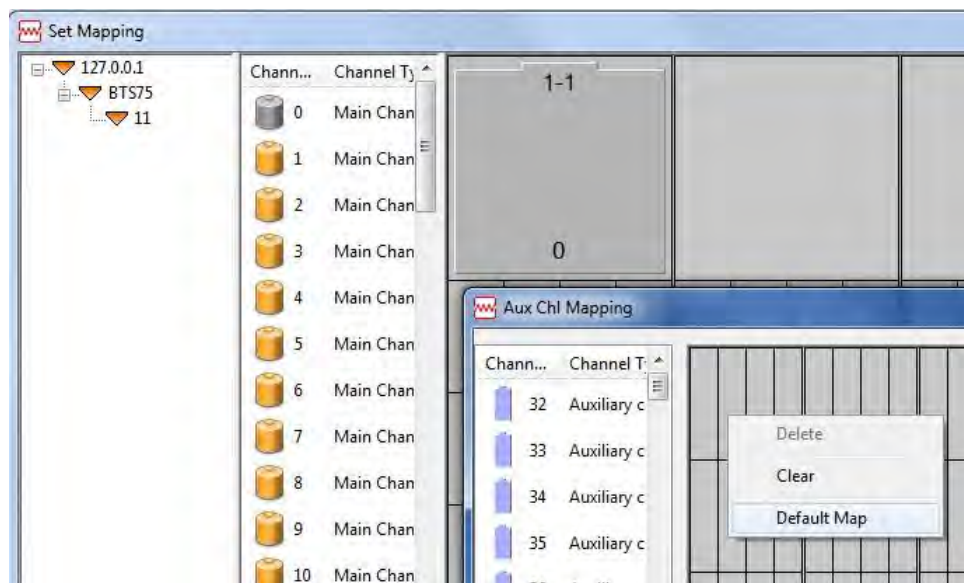 Set Mapping
127.0.0.1
BTS75
11
Chann... Channel Ty
0 Main Chan
1 Main Chan
2 Main Chan
3 Main Chan
4 Main Chan
5 Main Chan
6 Main Chan
7 Main Chan
8 Main Chan
9 Main Chan
10 Main Chan
1-1
0
Aux Chl Mapping
Chann... Channel T
32 Auxiliary c
33 Auxiliary c
34 Auxiliary c
35 Auxiliary c
Delete
Clear
Default Map